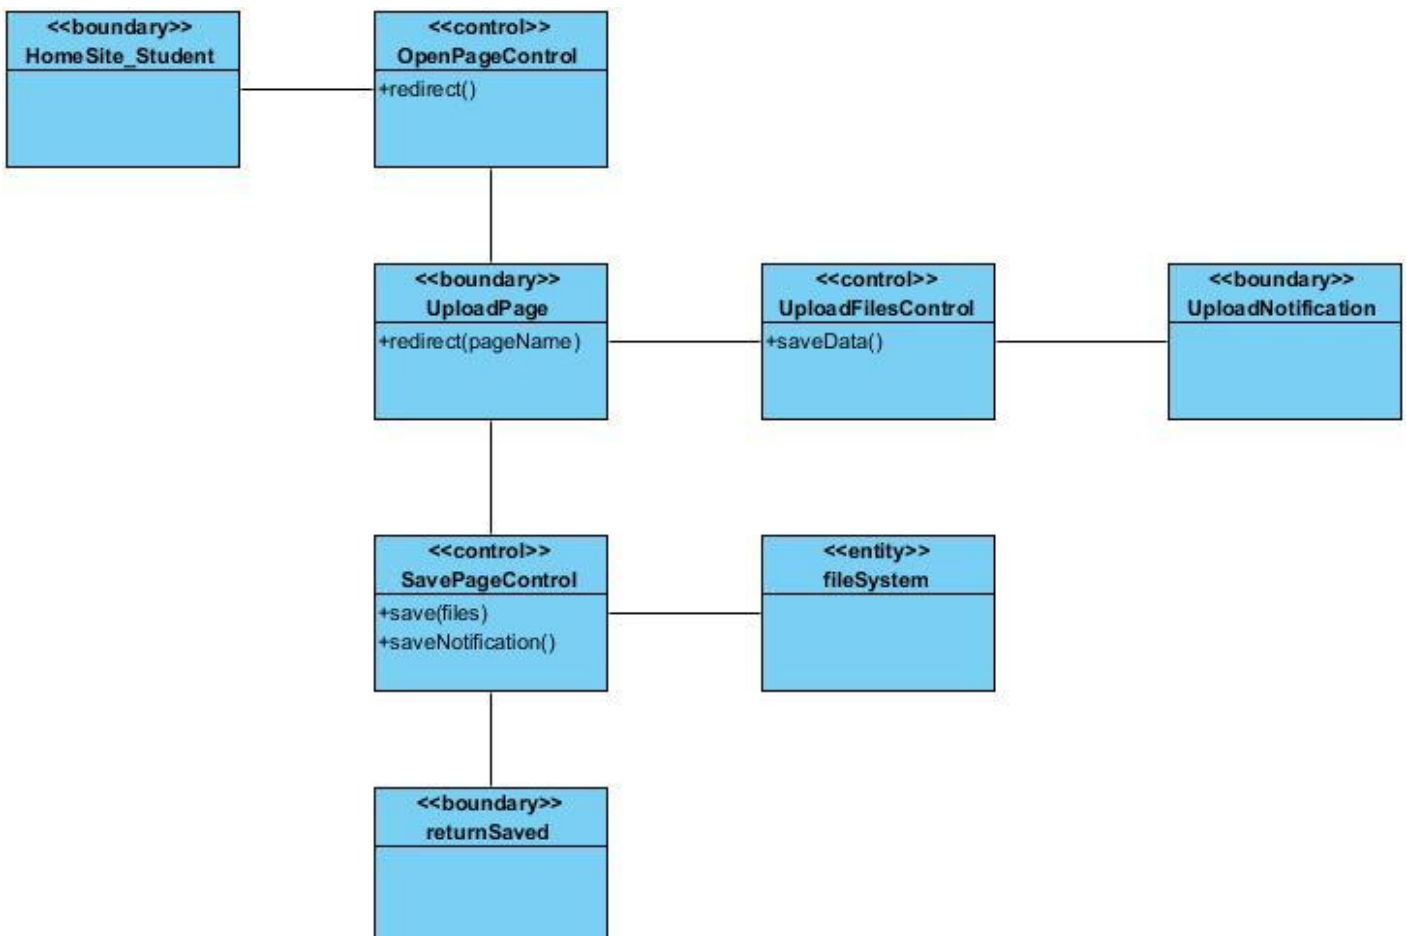 <<boundary>>
HomeSite_Student
<<control>>
OpenPageControl
+redirect()
<<boundary>>
UploadPage
+redirect(pageName)
<<control>>
UploadFilesControl
+saveData()
<<boundary>>
UploadNotification
<<control>>
SavePageControl
+save(files)
+saveNotification()
<<entity>>
fileSystem
<<boundary>>
returnSaved